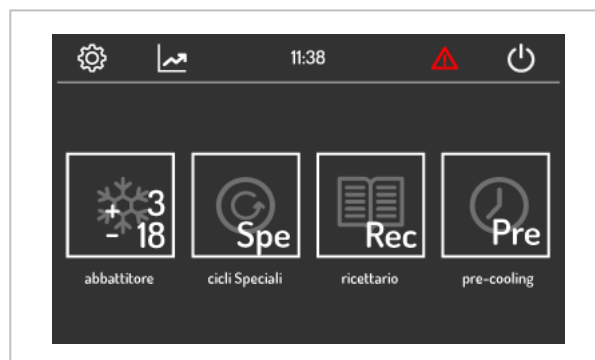 11:38
+ 3
- 18
Spe
Rec
Pre
abbattitore
cicli Speciali
ricettario
pre-cooling